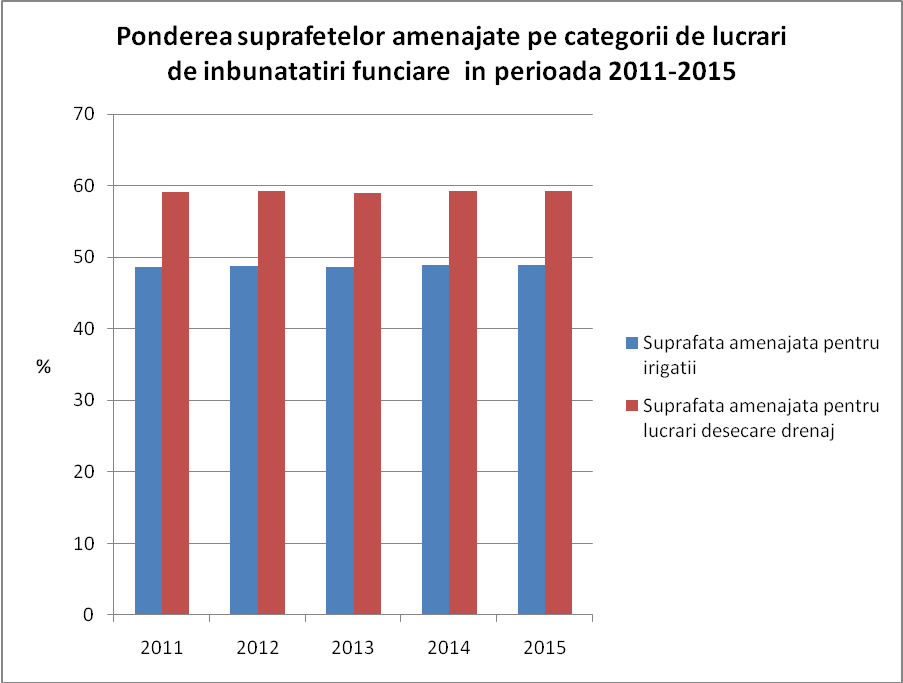 Ponderea suprafetelor amenajate pe categorii de lucrari
de inbunatatiri funciare in perioada 2011-2015
70
60
50
40
30
20
10
0
%
2011 2012 2013 2014 2015
Suprafata amenajata pentru
irigatii
Suprafata amenajata pentru
lucrari desecare drenaj